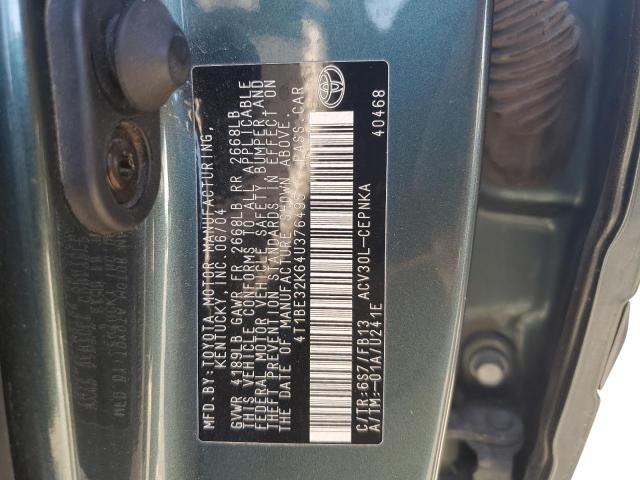 MFD.BY:TOYOTA MOTOR MANUFACTURING,
KENTUCKY, INC. 06/04
GVWR 4189LB GAWR FR 2668LB RR 2668LB
THIS VEHICLE CONFORMS TO ALL APPLICABLE
FEDERAL MOTOR VEHICLE SAFETY BUMPER, AND
THEFT PREVENTION STANDARDS IN EFFECT ON
THE DATE OF MANUFACTURE SHOWN ABOVE.
4T1BE32K64U376495 PASS.CAR
C/TR:6S7/FB13 ACV30L-CEPNKA
A/TM:-01A/U241E 40468